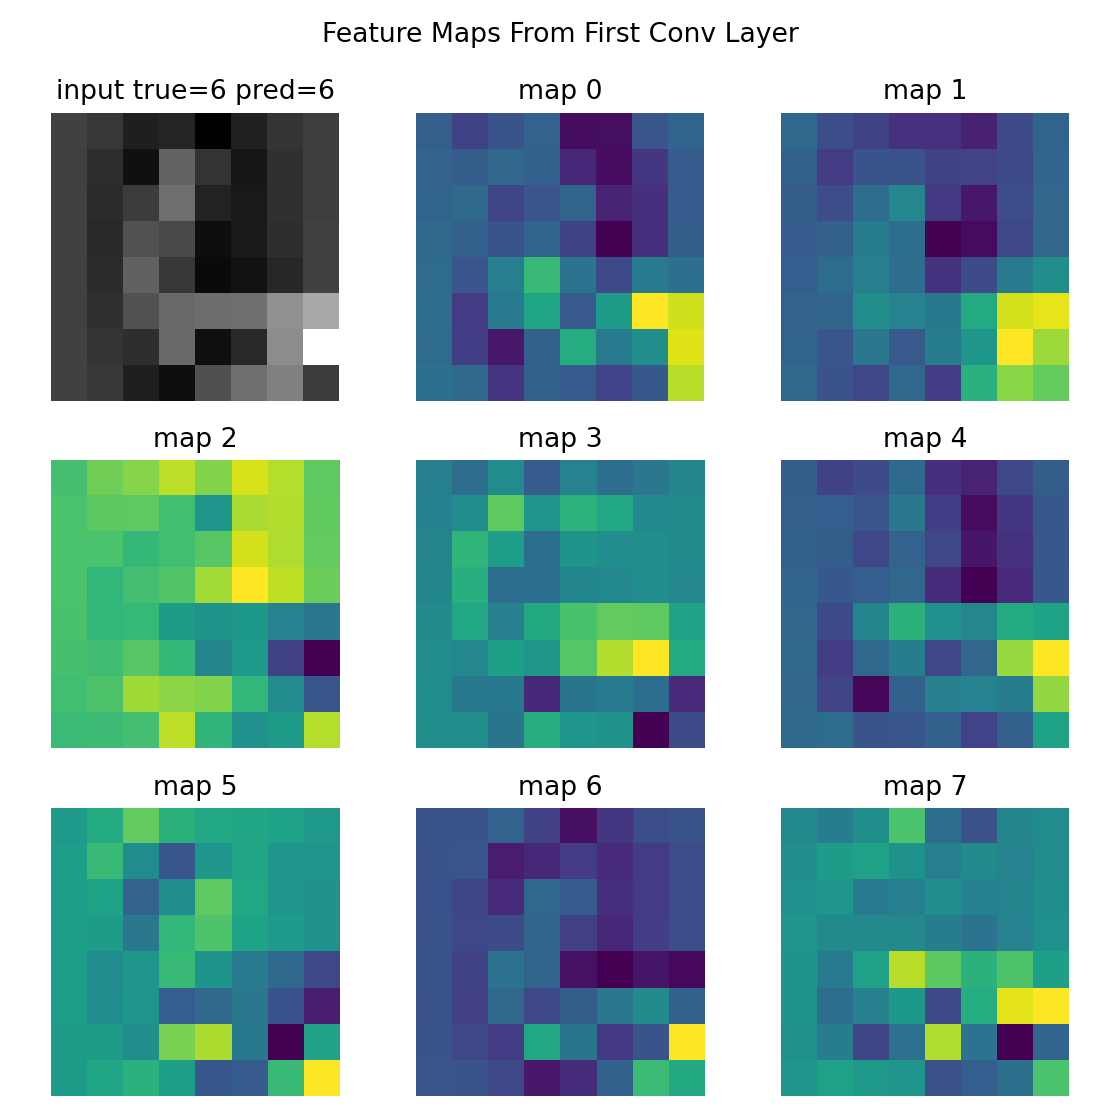 Feature Maps From First Conv Layer
input true=6 pred=6
map 0
map 1
map 2
map 3
map 4
map 5
map 6
map 7